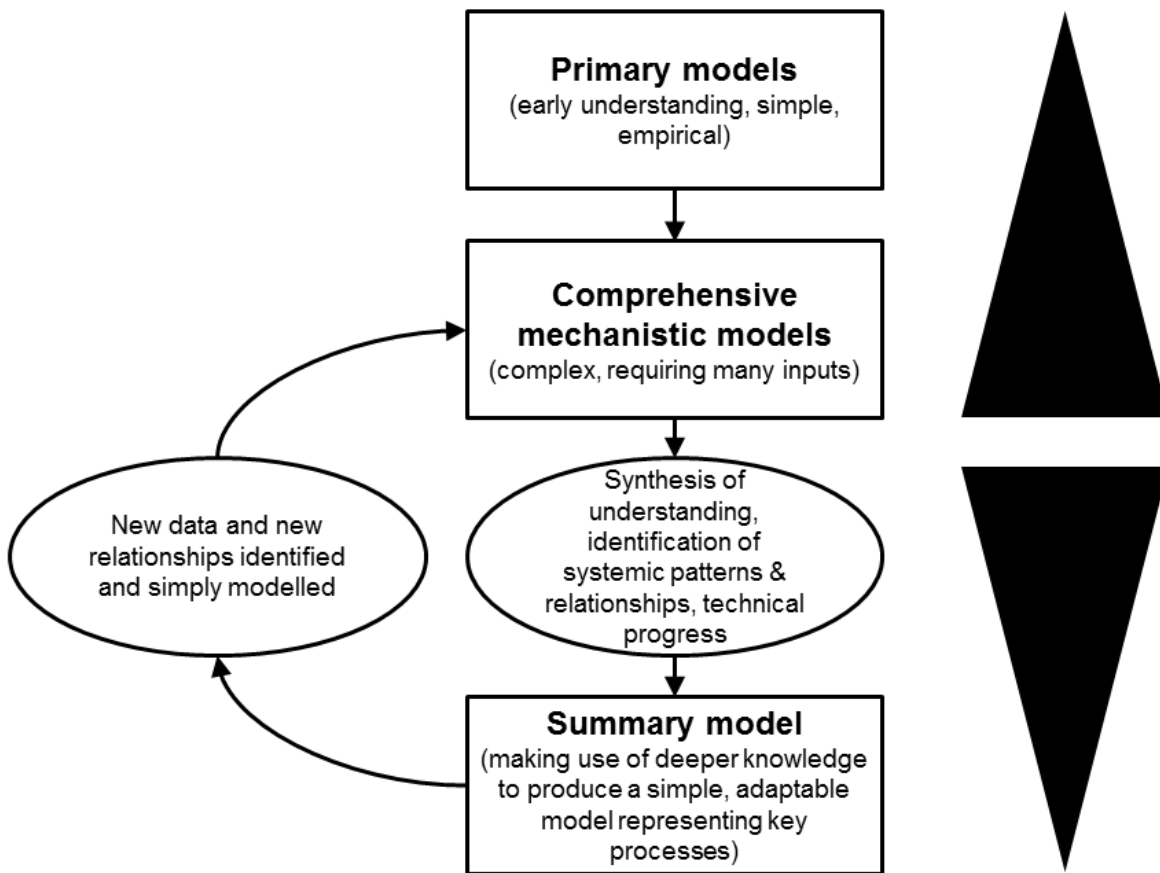 Primary models
(early understanding, simple,
empirical)
Comprehensive
mechanistic models
(complex, requiring many inputs)
Synthesis of
understanding,
identification of
systemic patterns &
relationships, technical
progress
New data and new
relationships identified
and simply modelled
Summary model
(making use of deeper knowledge
to produce a simple, adaptable
model representing key
processes)